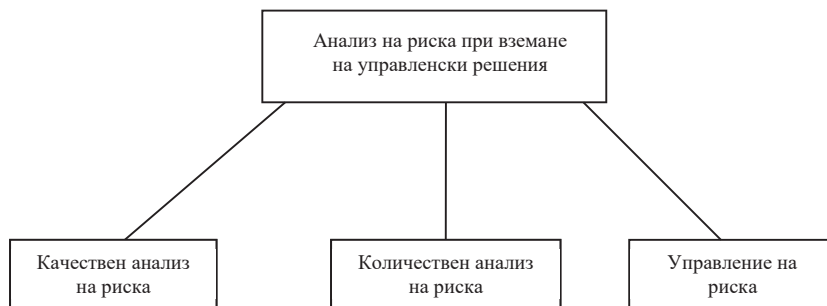 Анализ на риска при вземане
на управленски решения
Качествен анализ
на риска
Количествен анализ
на риска
Управление на
риска